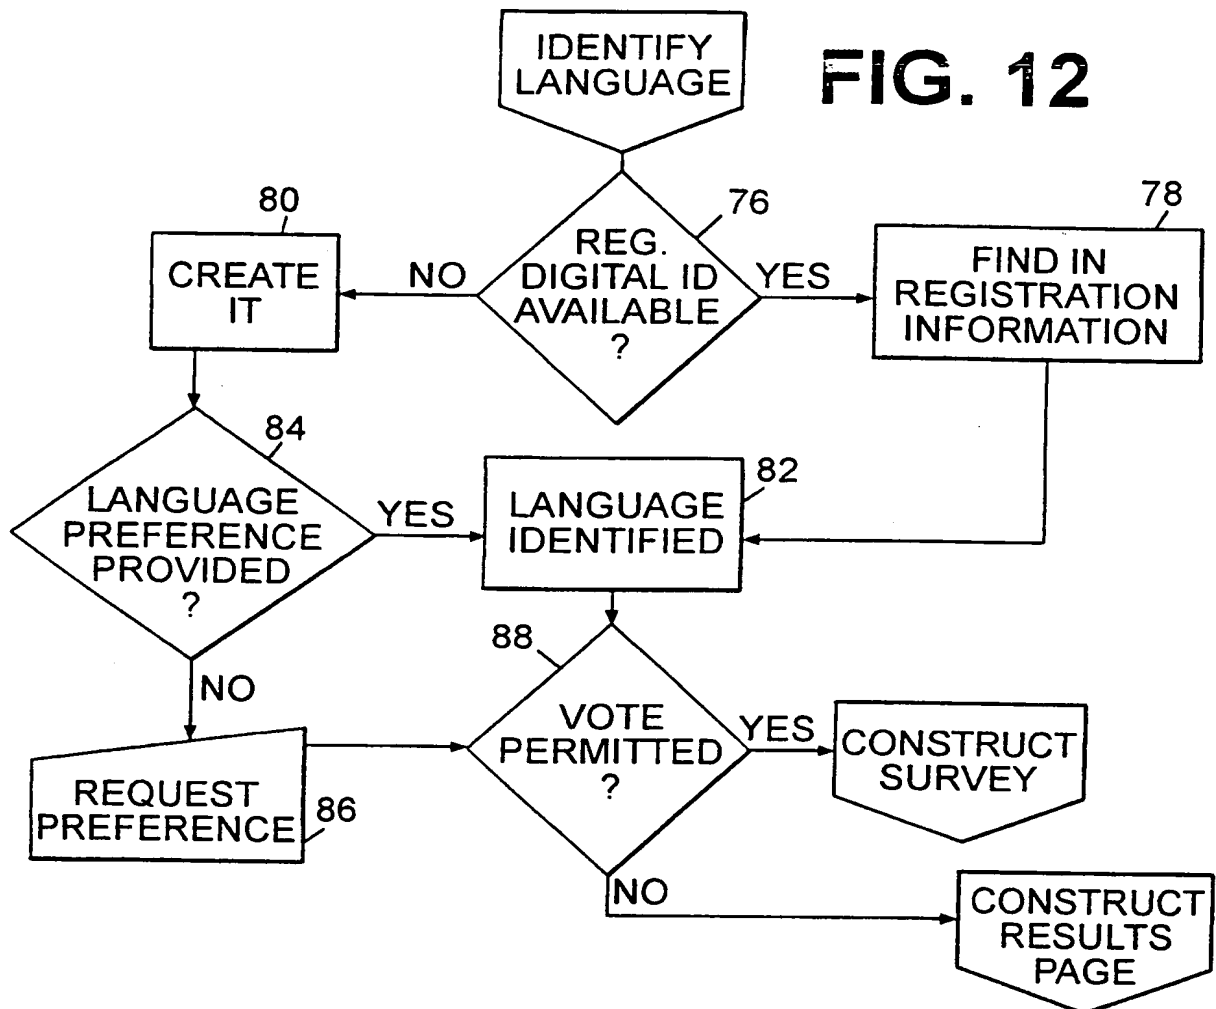 IDENTIFY
LANGUAGE
FIG. 12
80
76
78
CREATE
IT
NO
REG.
DIGITAL ID
AVAILABLE
?
YES
FIND IN
REGISTRATION
INFORMATION
84
LANGUAGE
PREFERENCE
PROVIDED
?
YES
82
LANGUAGE
IDENTIFIED
NO
88
VOTE
PERMITTED
?
YES
CONSTRUCT
SURVEY
REQUEST
PREFERENCE
86
NO
CONSTRUCT
RESULTS
PAGE